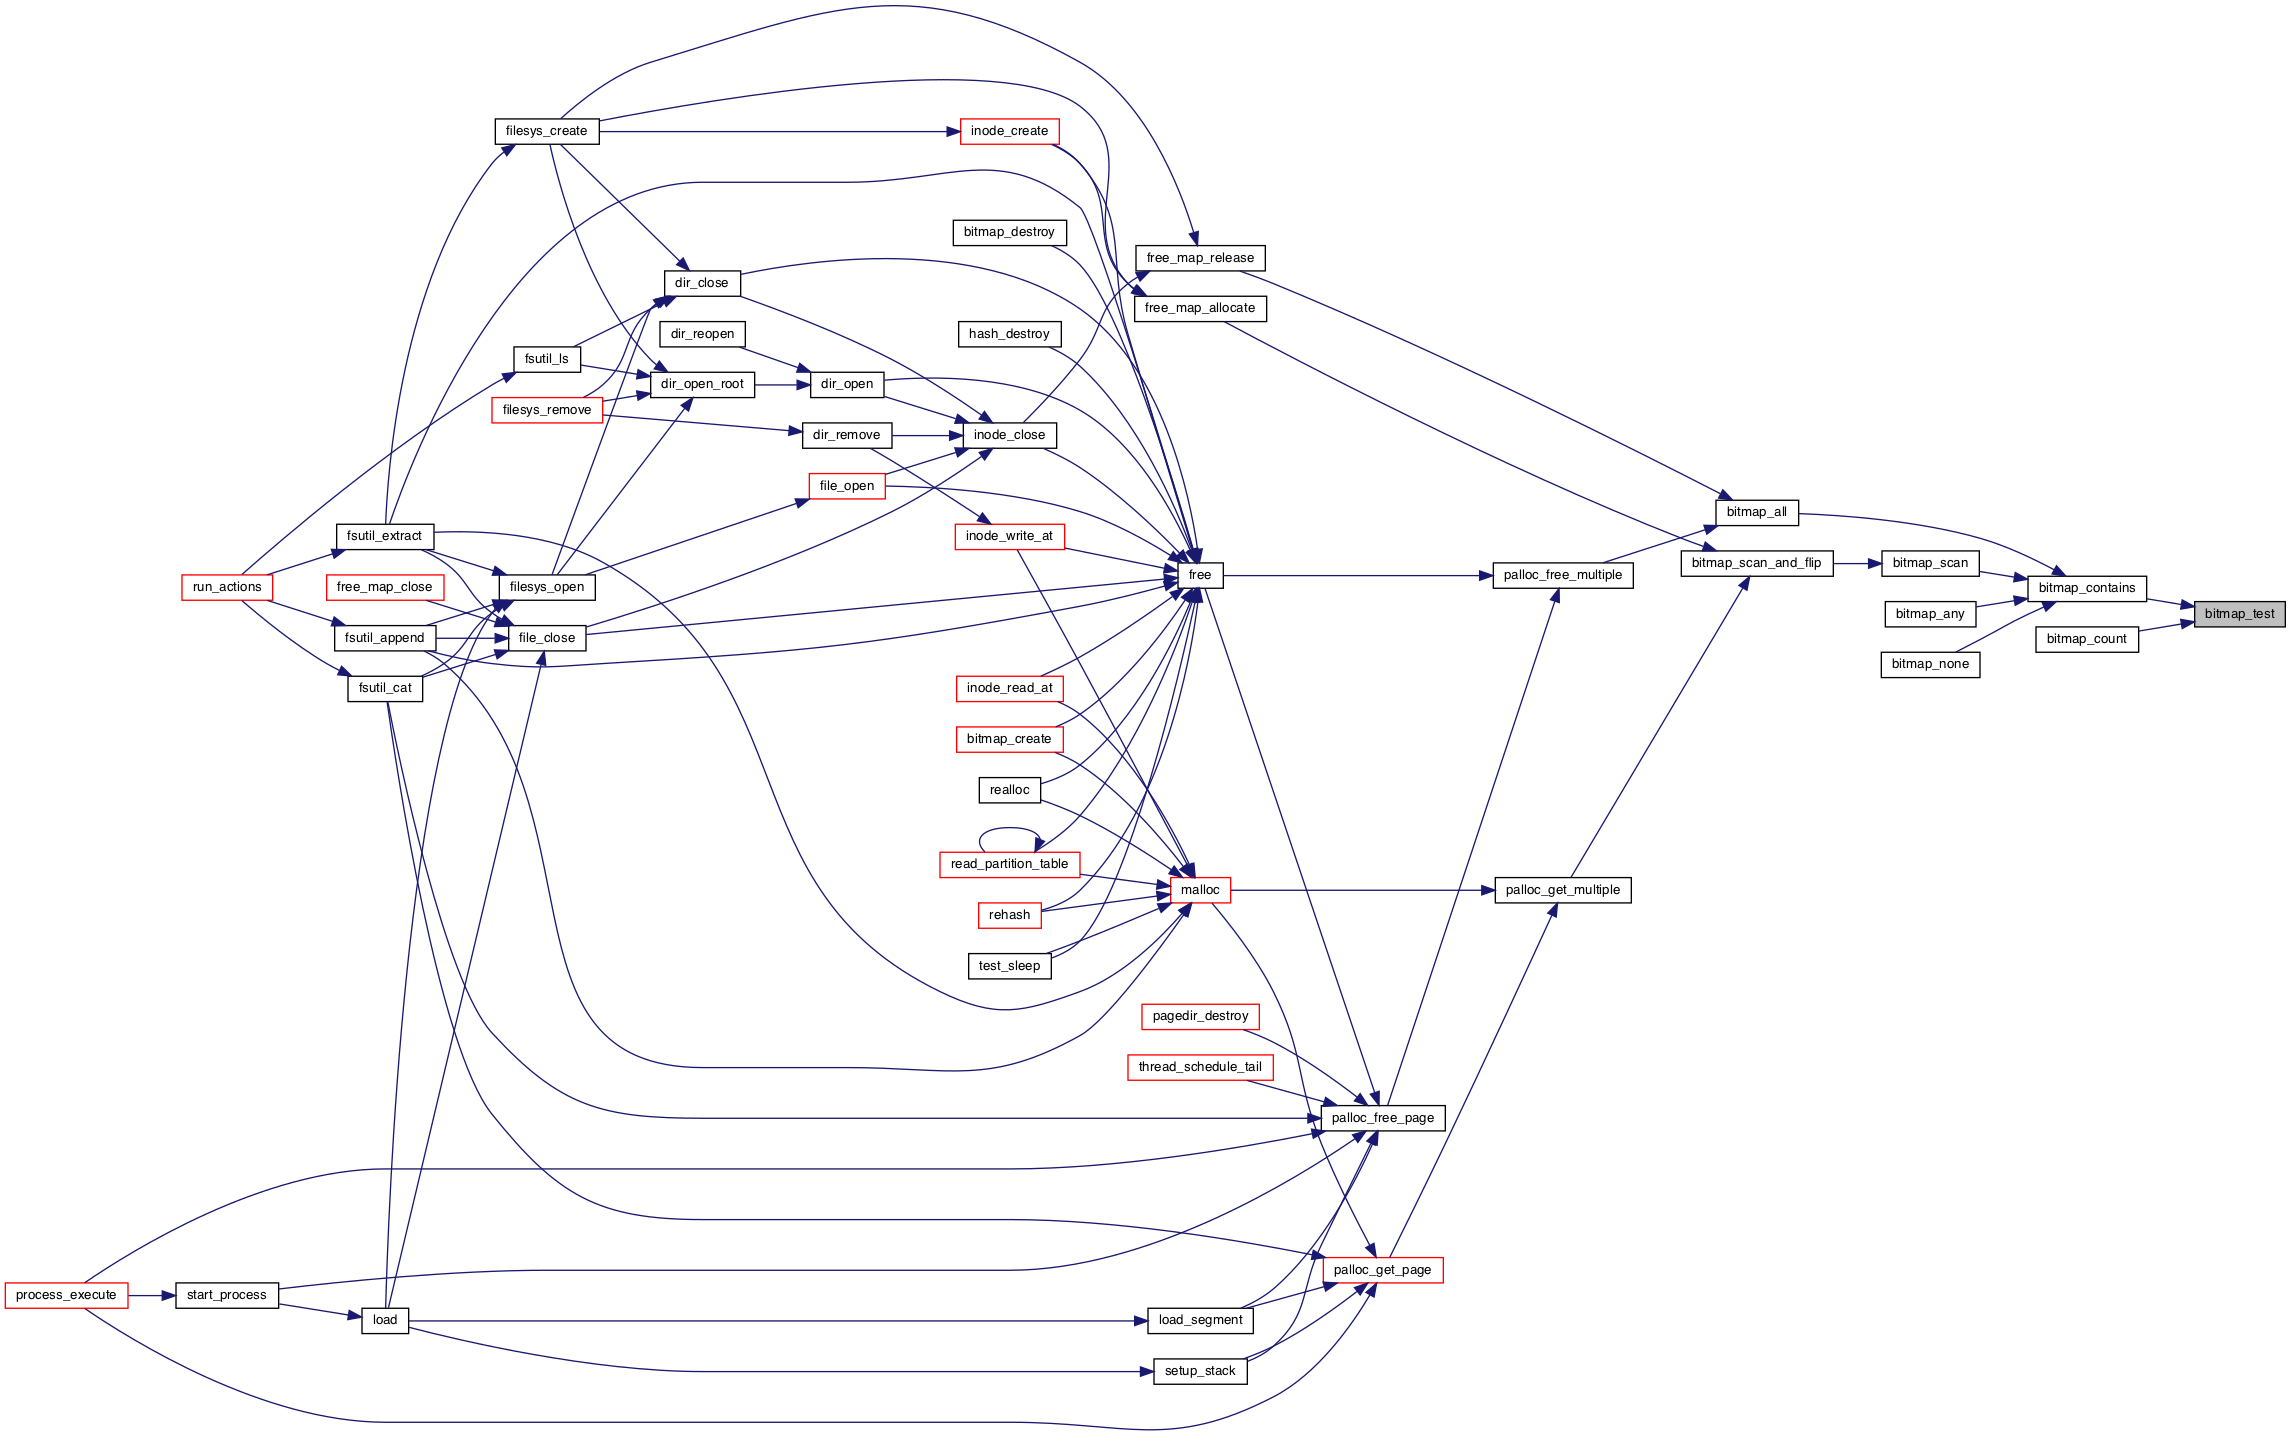 filesys_create
inode_create
bitmap_destroy
free_map_release
dir_close
free_map_allocate
dir_reopen
hash_destroy
fsutil_ls
dir_open_root
dir_open
filesys_remove
dir_remove
inode_close
file_open
bitmap_all
fsutil_extract
inode_write_at
bitmap_scan_and_flip
bitmap_scan
run_actions
free_map_close
filesys_open
free
palloc_free_multiple
bitmap_contains
bitmap_any
bitmap_test
fsutil_append
file_close
bitmap_count
bitmap_none
fsutil_cat
inode_read_at
bitmap_create
realloc
read_partition_table
malloc
palloc_get_multiple
rehash
test_sleep
pagedir_destroy
thread_schedule_tail
palloc_free_page
palloc_get_page
process_execute
start_process
load
load_segment
setup_stack